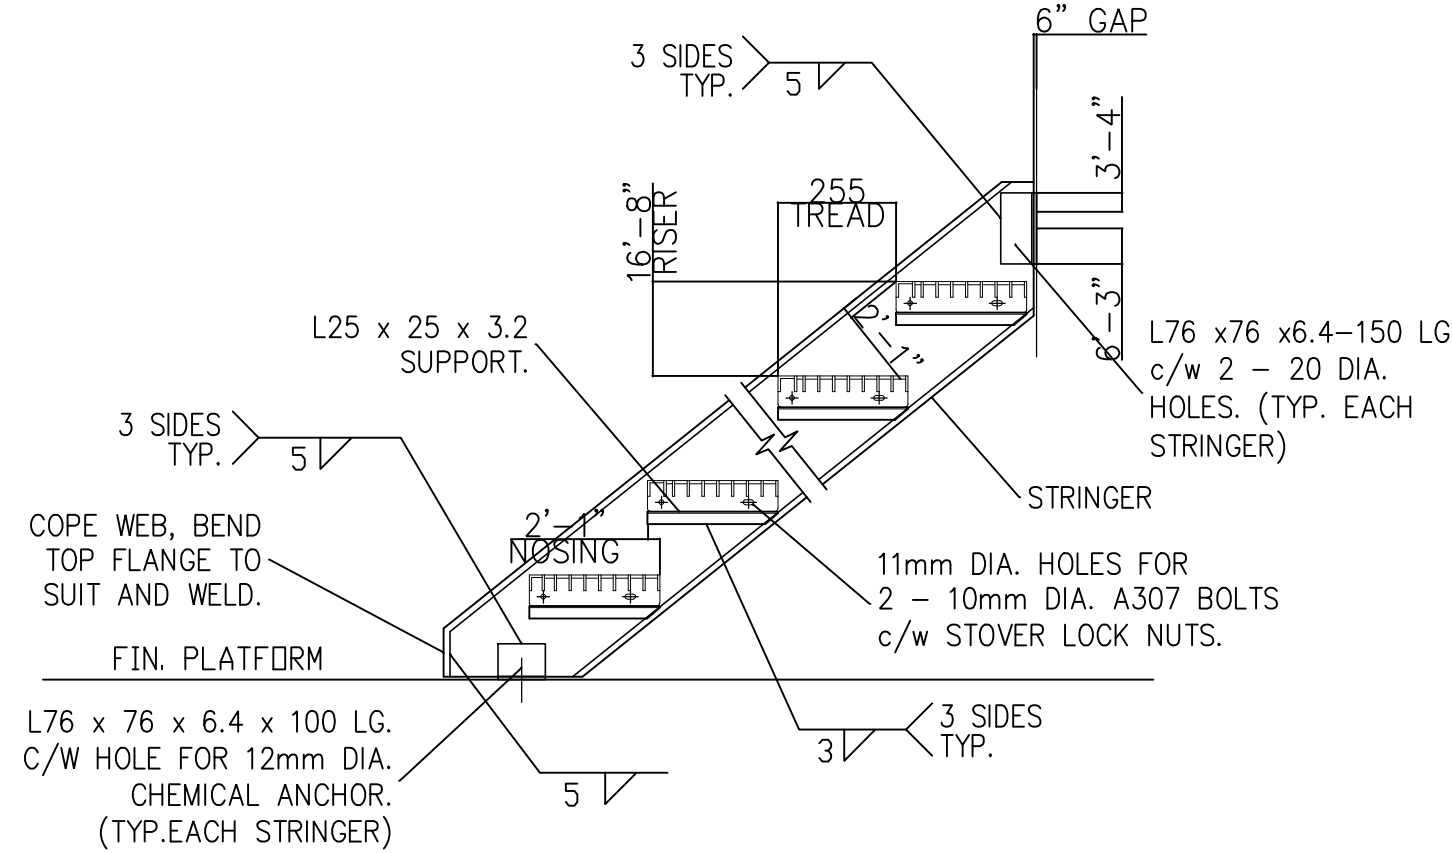 6" GAP
3 SIDES
TYP.
5
3'-4"
255
TREAD
16'-8"
RISER
6'-3"
2'-1"
L25 x 25 x 3.2
SUPPORT.
L76 x76 x6.4-150 LG
c/w 2 - 20 DIA.
HOLES. (TYP. EACH
STRINGER)
3 SIDES
TYP.
5
STRINGER
COPE WEB, BEND
TOP FLANGE TO
SUIT AND WELD.
2'-1"
NOSING
11mm DIA. HOLES FOR
2 - 10mm DIA. A307 BOLTS
c/w STOVER LOCK NUTS.
FIN. PLATFORM
L76 x 76 x 6.4 x 100 LG.
C/W HOLE FOR 12mm DIA.
CHEMICAL ANCHOR.
(TYP.EACH STRINGER)
5
3 SIDES
TYP.
3